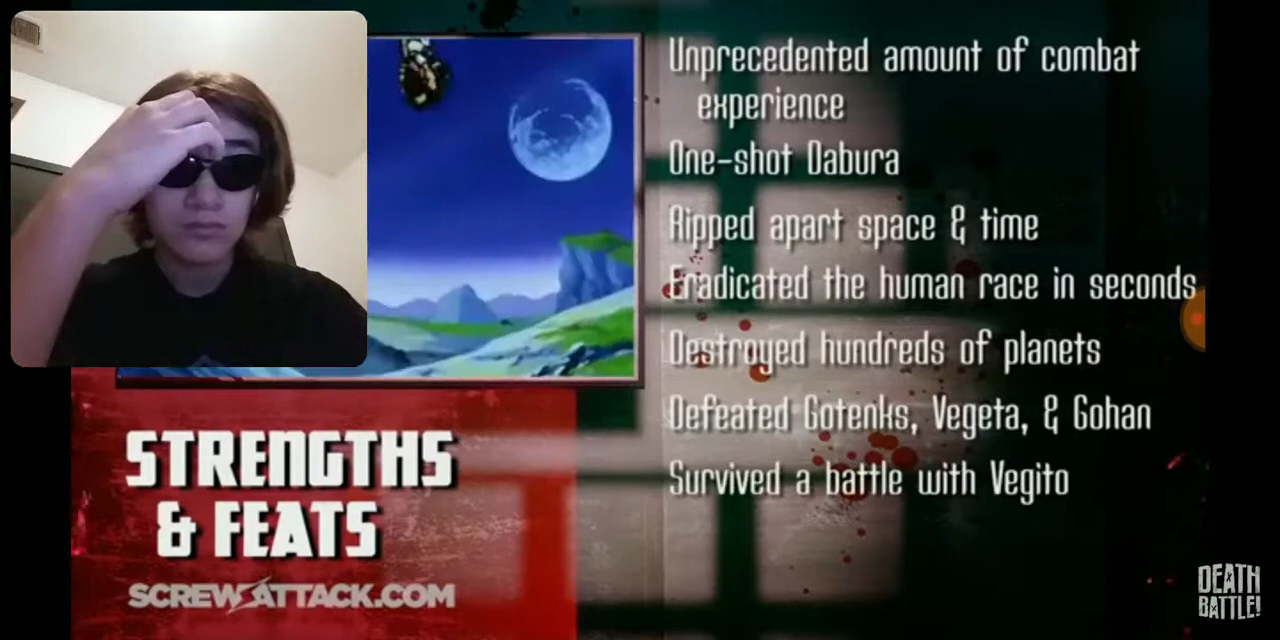 Unprecedented amount of combat
experience
One-shot Dabura
Ripped apart space & time
Eradicated the human race in seconds
Destroyed hundreds of planets
Defeated Gotenks, Vegeta, & Gohan
Survived a battle with Vegito
STRENGTHS
& FEATS
SCREWATTACK.COM
DEATH
BATTLE!